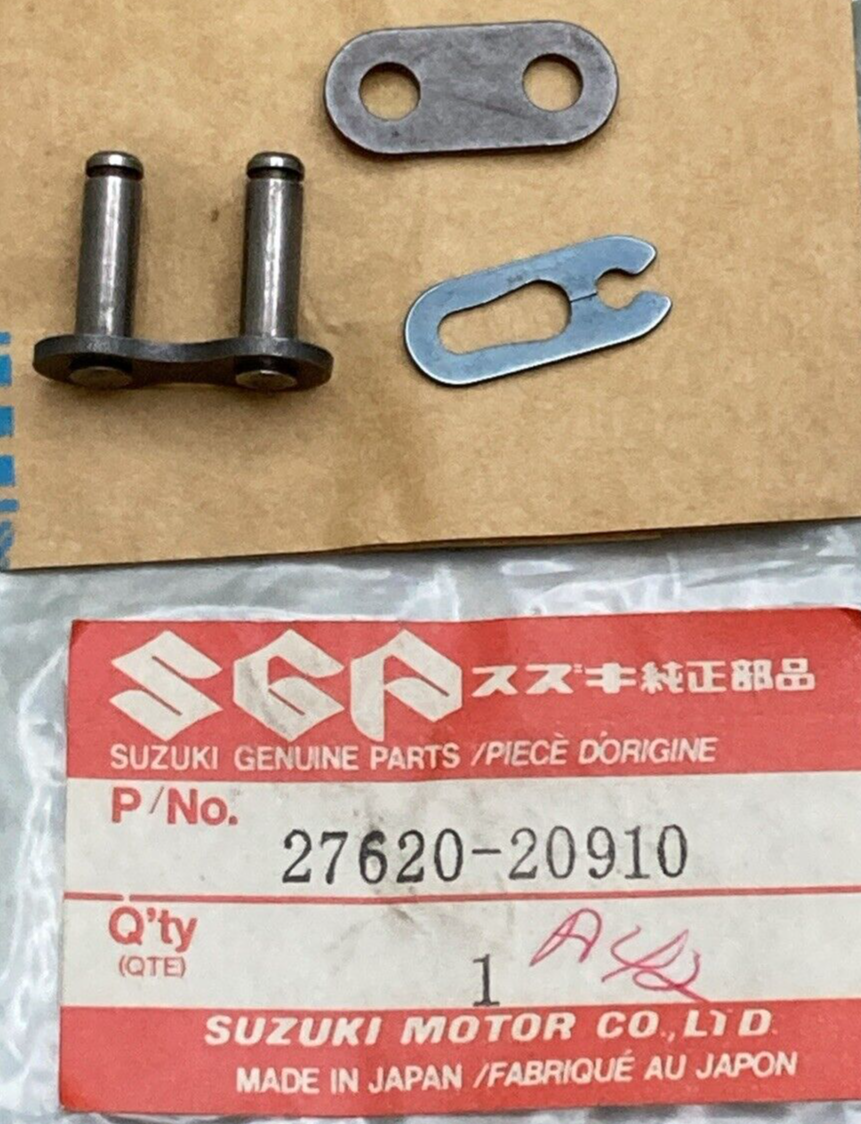 SGP スズキ純正部品
SUZUKI GENUINE PARTS /PIECÈ D'ORIGINE
P/No.
27620-20910
Q'ty
(QTE)
1
SUZUKI MOTOR CO., LTD.
MADE IN JAPAN /FABRIQUÉ AU JAPON